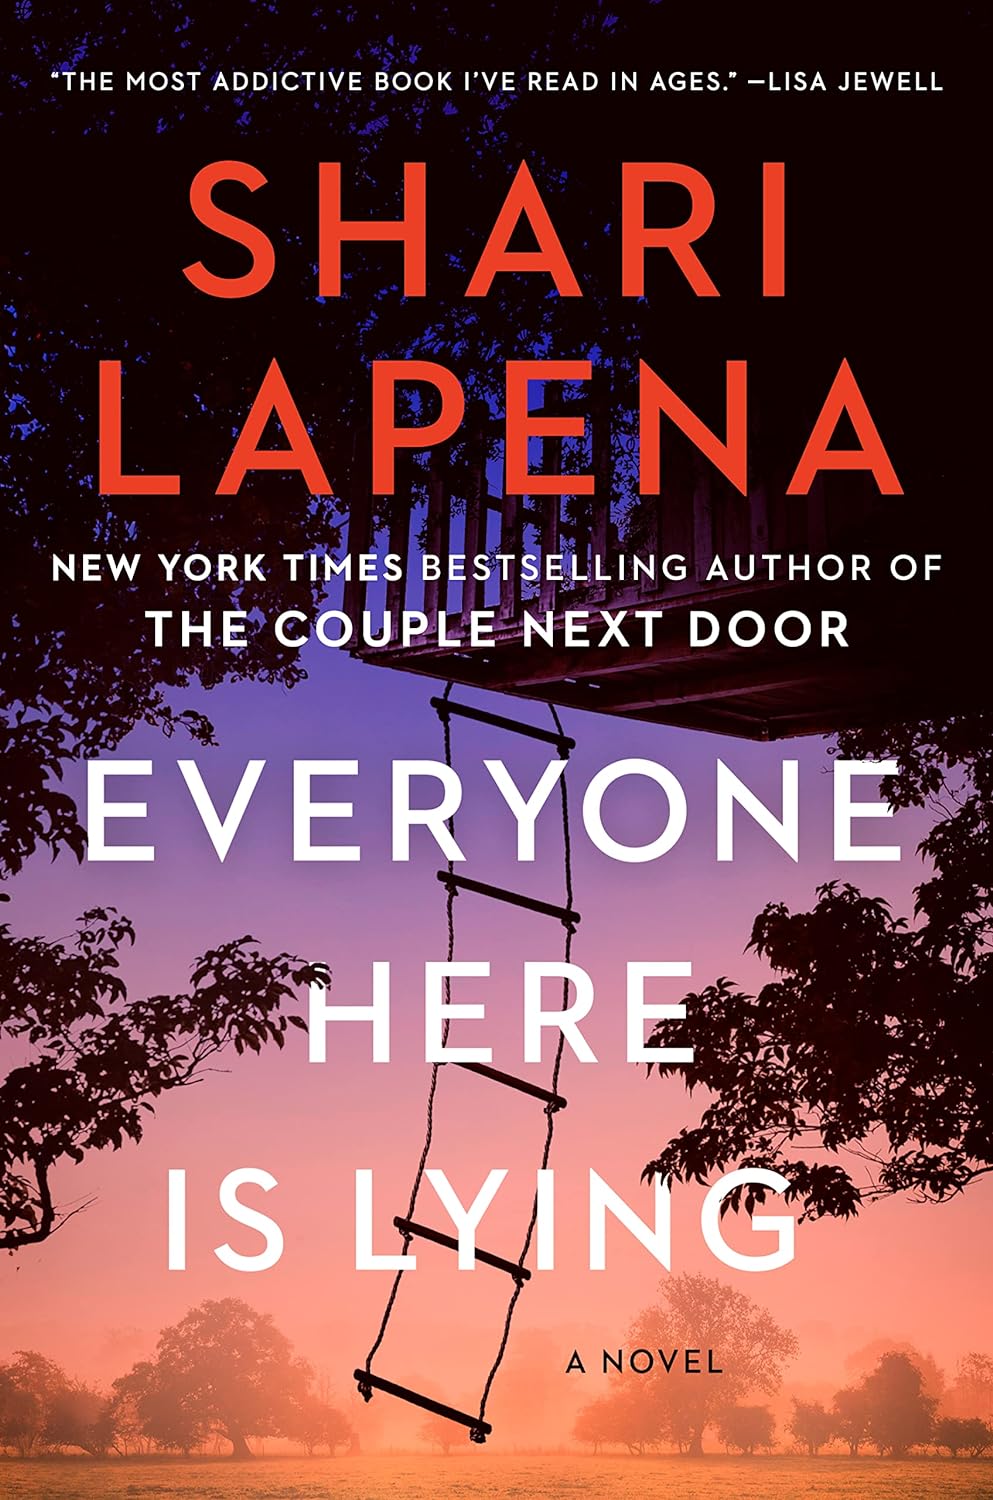 “THE MOST ADDICTIVE BOOK I’VE READ IN AGES.” —LISA JEWELL
SHARI
LAPENA
NEW YORK TIMES BESTSELLING AUTHOR OF
THE COUPLE NEXT DOOR
EVERYONE
HERE
IS LYING
A NOVEL